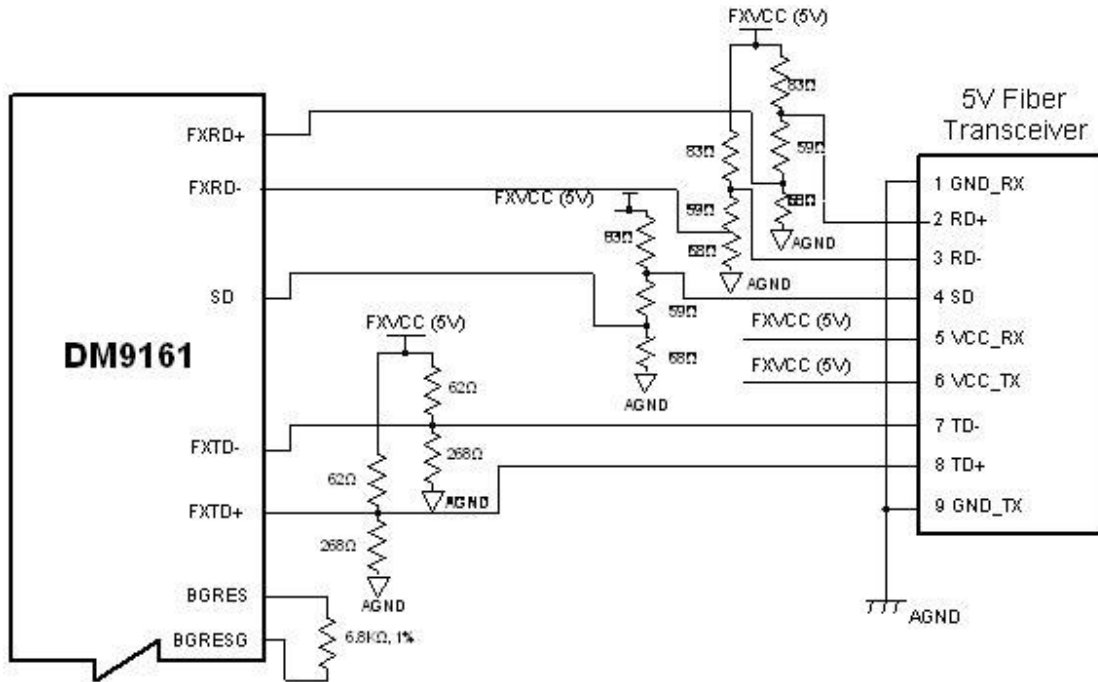 FXVCC (5V)
83Ω
5V Fiber
Transceiver
FXRD+
83Ω
59Ω
FXRD-
FXVCC (5V)
59Ω
68Ω
1 GND_RX
2 RD+
83Ω
68Ω
AGND
3 RD-
AGND
SD
4 SD
59Ω
FXVCC (5V)
FXVCC (5V)
5 VCC_RX
DM9161
68Ω
FXVCC (5V)
6 VCC_TX
62Ω
AGND
7 TD-
FXTD-
268Ω
62Ω
8 TD+
AGND
FXTD+
9 GND_TX
268Ω
BGRES
AGND
AGND
BGRESG
6.8KΩ, 1%